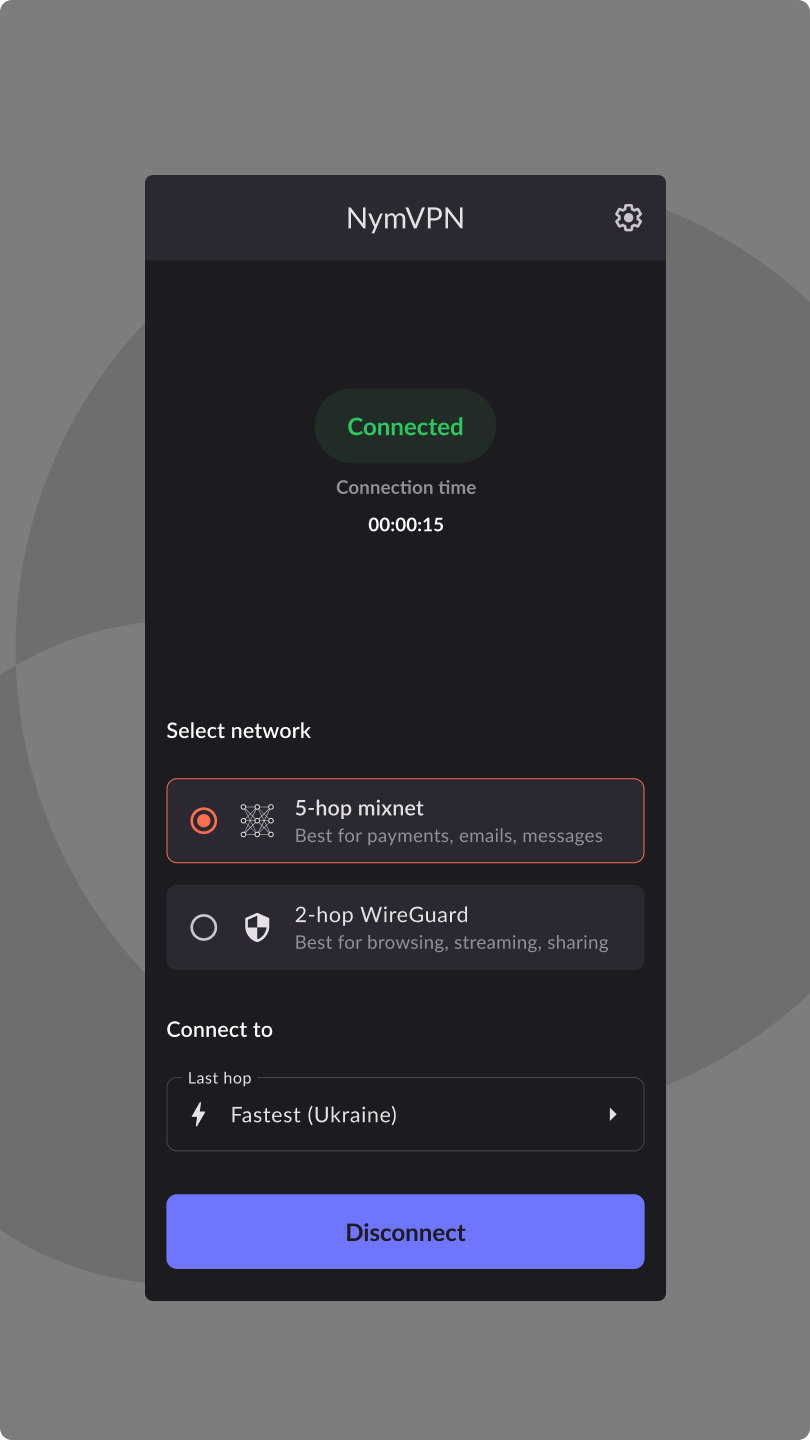 NymVPN
Connected
Connection time
00:00:15
Select network
5-hop mixnet
Best for payments, emails, messages
2-hop WireGuard
Best for browsing, streaming, sharing
Connect to
Last hop
Fastest (Ukraine)
Disconnect